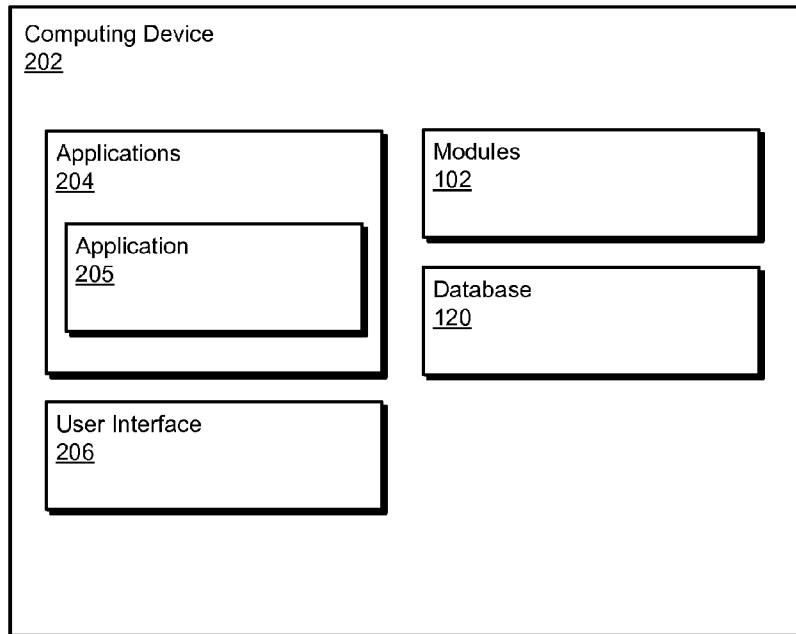 Computing Device
202
Applications
204
Application
205
User Interface
206
Modules
102
Database
120